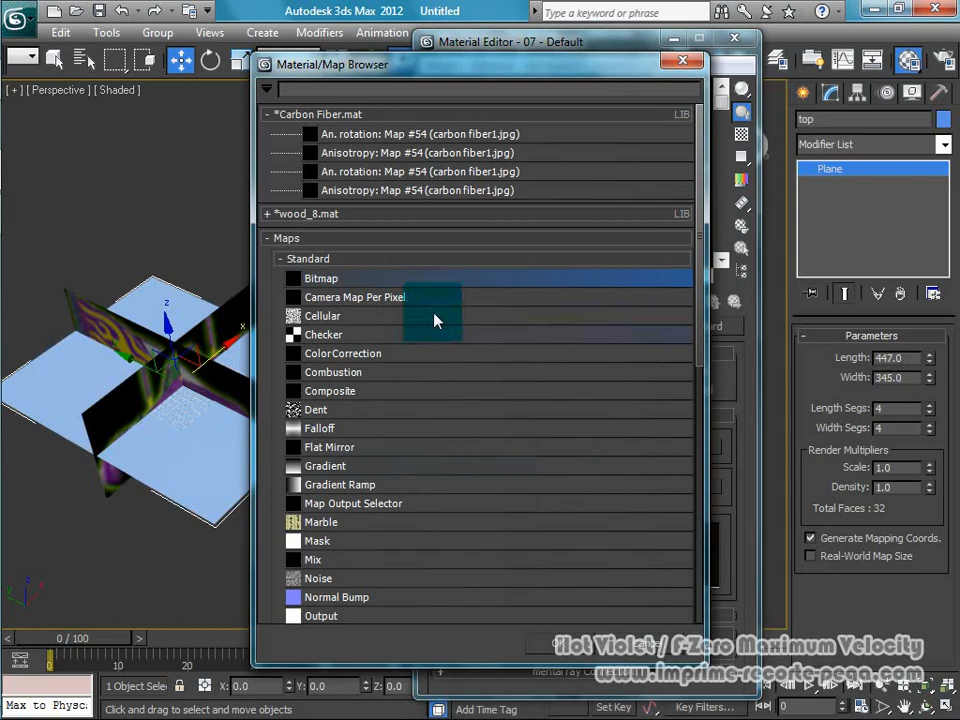 Autodesk 3ds Max 2012 Untitled
Type a keyword or phrase
Edit Tools Group Views Create Modifiers Animation
Material Editor - 07 - Default
Material/Map Browser
[ + ] [ Perspective ] [ Shaded ]
- *Carbon Fiber.mat LIB
An. rotation: Map #54 (carbon fiber1.jpg)
Anisotropy: Map #54 (carbon fiber1.jpg)
An. rotation: Map #54 (carbon fiber1.jpg)
Anisotropy: Map #54 (carbon fiber1.jpg)
+ *wood_8.mat LIB
- Maps
- Standard
Bitmap
Camera Map Per Pixel
Cellular
Checker
Color Correction
Combustion
Composite
Dent
Falloff
Flat Mirror
Gradient
Gradient Ramp
Map Output Selector
Marble
Mask
Mix
Noise
Normal Bump
Output
top
Modifier List
Plane
- Parameters
Length: 447.0
Width: 345.0
Length Segs: 4
Width Segs: 4
Render Multipliers
Scale: 1.0
Density: 1.0
Total Faces : 32
Generate Mapping Coords.
Real-World Map Size
z
x
z
y
Hot Violet / F-Zero Maximum Velocity
www.imprime-recorte-pega.com
< 0 / 100 >
0 10 20
1 Object Sele X: 0.0 Y: 0.0 Z: 0.0
Max to Physc
Click and drag to select and move objects
Add Time Tag
Set Key Key Filters... 0